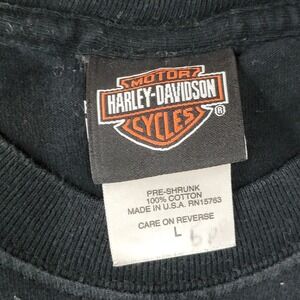 MOTOR
HARLEY-DAVIDSON
CYCLES
®
PRE-SHRUNK
100% COTTON
MADE IN U.S.A. RN15763
CARE ON REVERSE
L